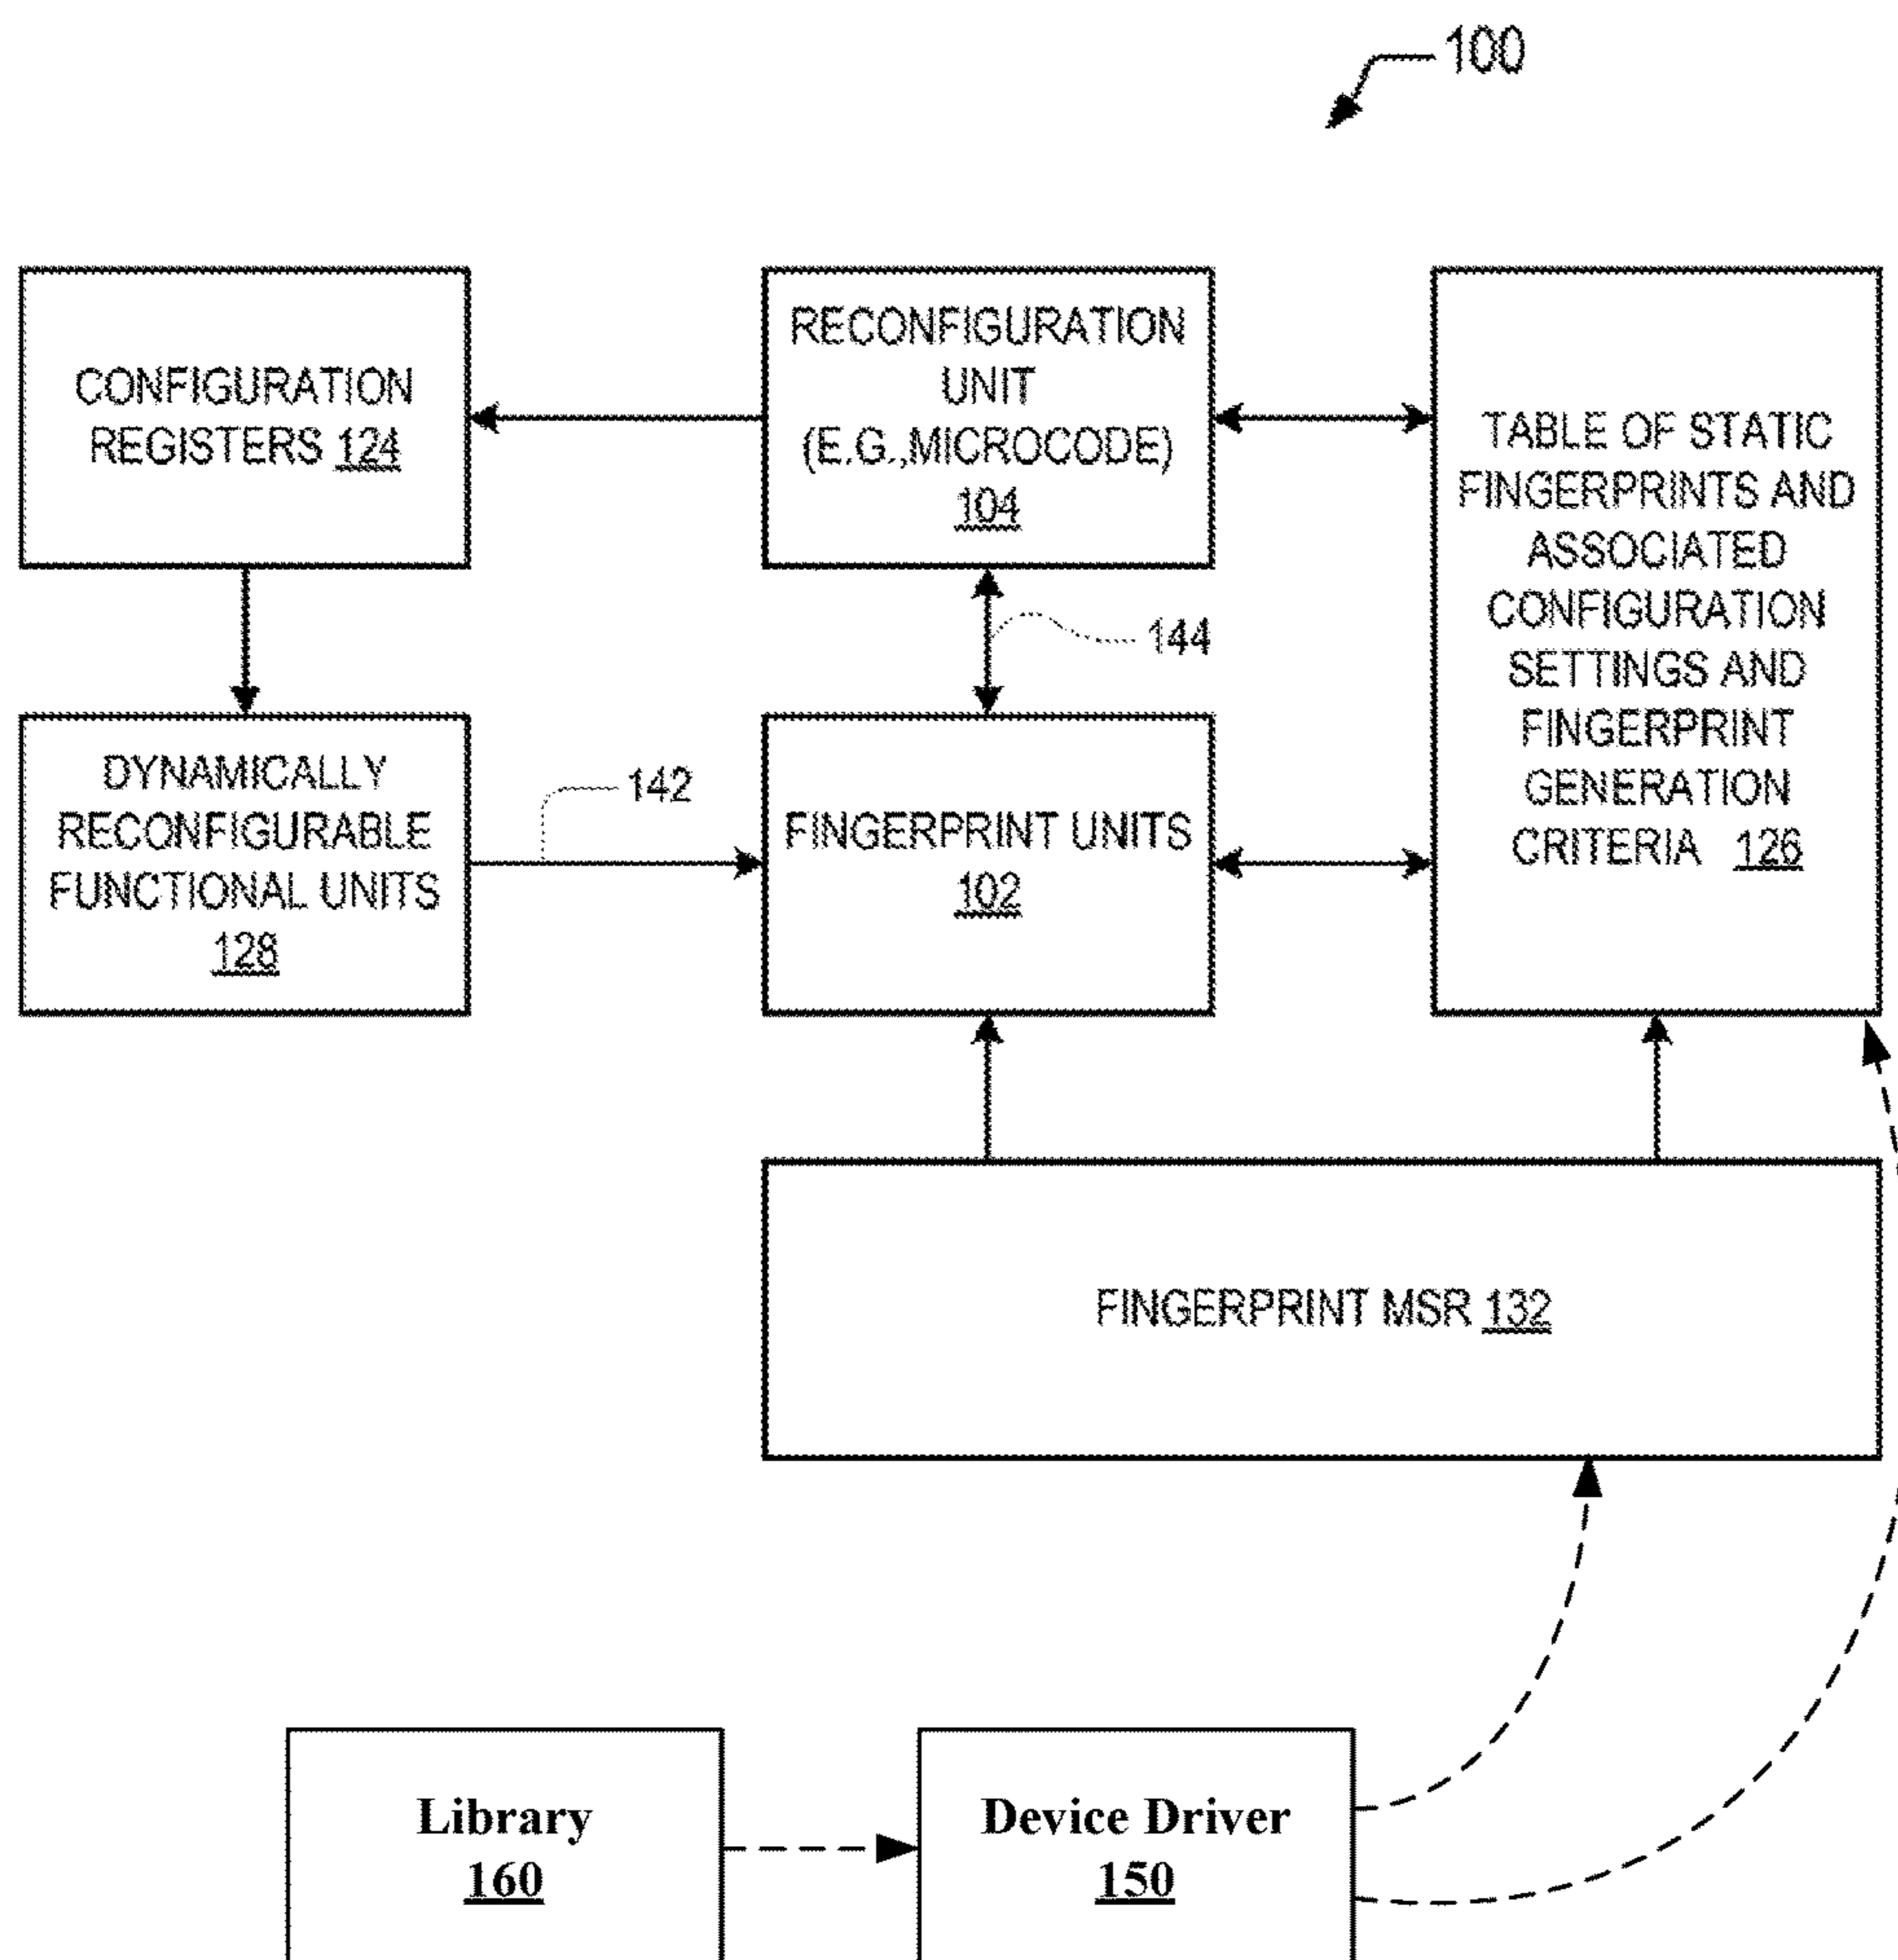 100
CONFIGURATION
REGISTERS 124
RECONFIGURATION
UNIT
(E.G.,MICROCODE)
104
TABLE OF STATIC
FINGERPRINTS AND
ASSOCIATED
CONFIGURATION
SETTINGS AND
FINGERPRINT
GENERATION
CRITERIA 126
144
DYNAMICALLY
RECONFIGURABLE
FUNCTIONAL UNITS
128
142
FINGERPRINT UNITS
102
FINGERPRINT MSR 132
Library
160
Device Driver
150